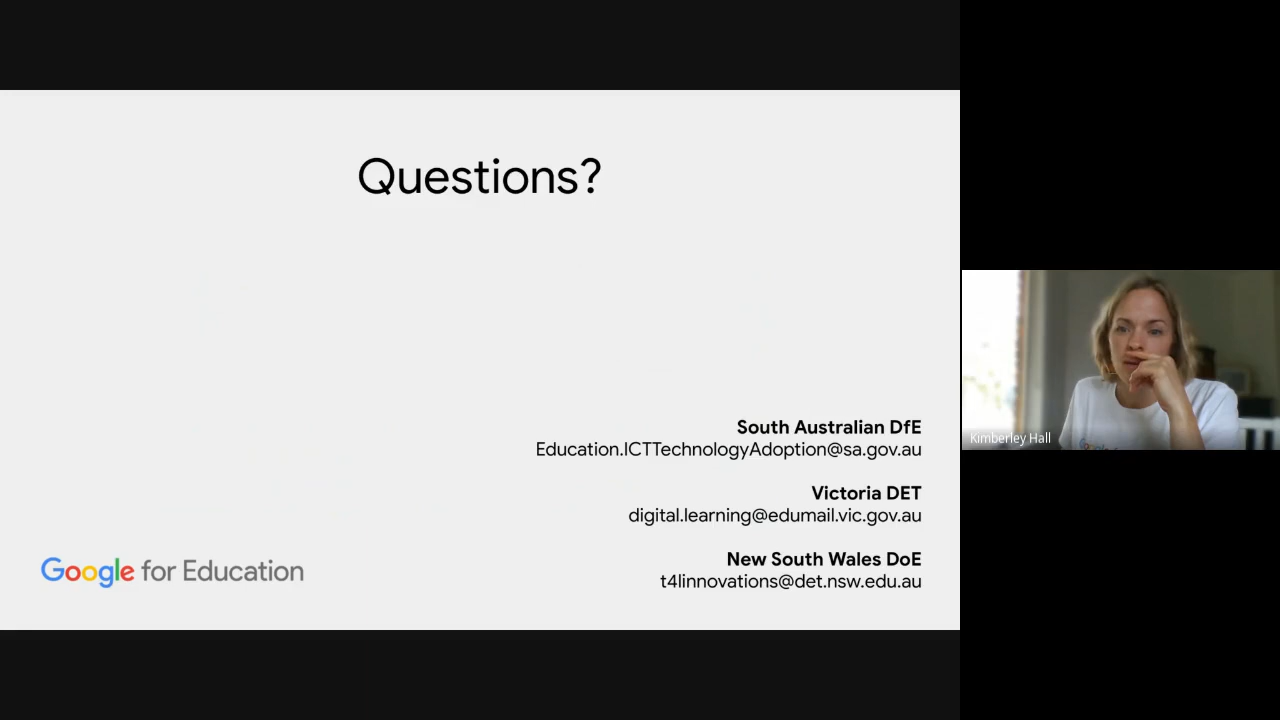 Questions?
South Australian DfE
Education.ICTTechnologyAdoption@sa.gov.au
Victoria DET
digital.learning@edumail.vic.gov.au
New South Wales DoE
t4linnovations@det.nsw.edu.au
Google for Education
Kimberley Hall